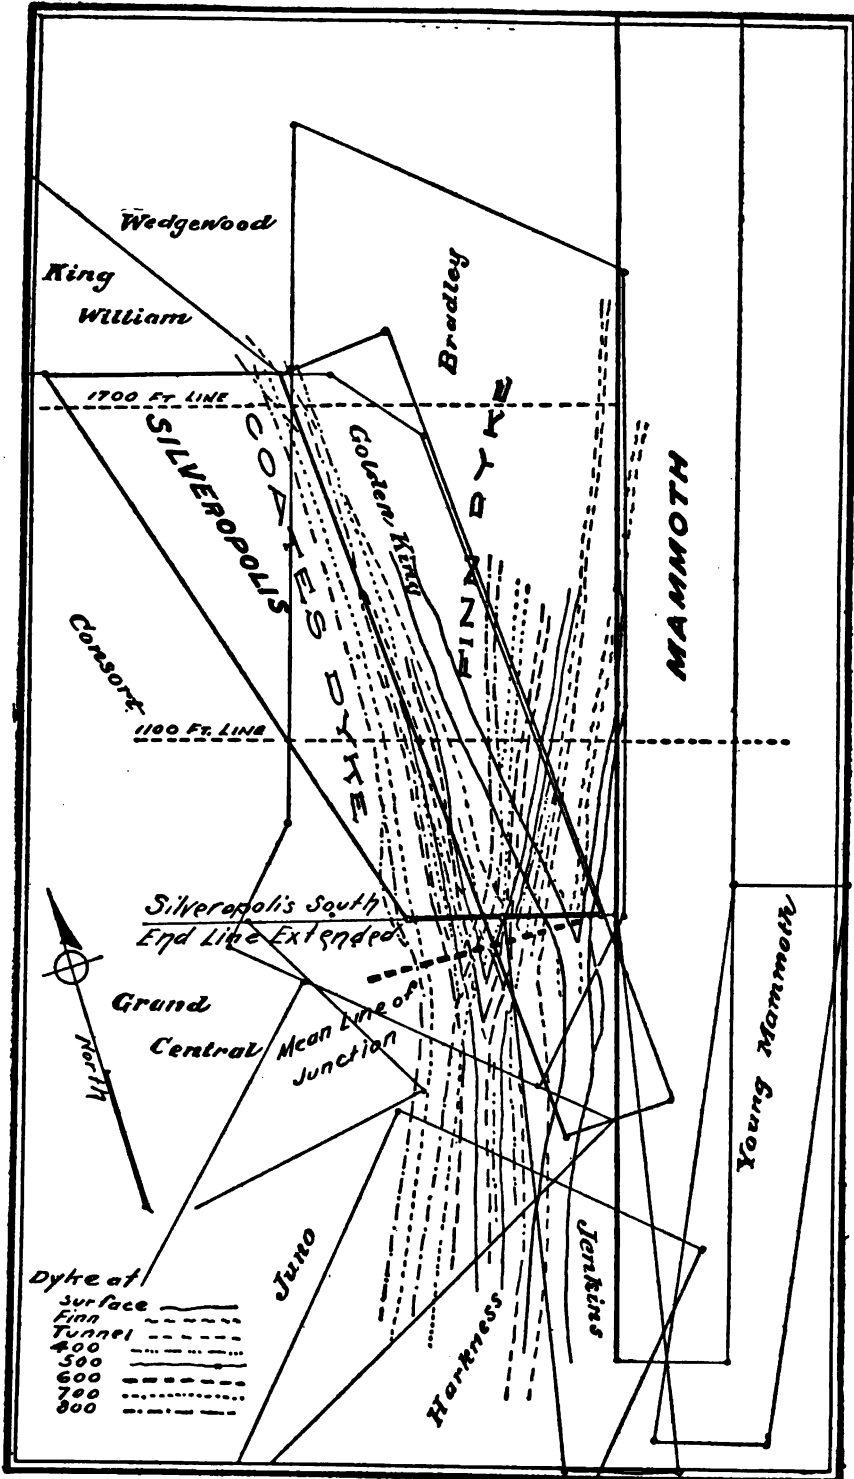 Wedgewood
King
William
Bradley
1700 FT. LINE
SILVEROPOLIS
COATES DYKE
Golden King
FINZA DYKE
MAMMOTH
Consort
1100 FT. LINE
Silveropolis South
End Line Extended.
Grand
Central
Mean Line of
Junction
North
Young Mammoth
Juno
Harkness
Jenkins
Dyke at
Surface
Finn
Tunnel
400
500
600
700
800